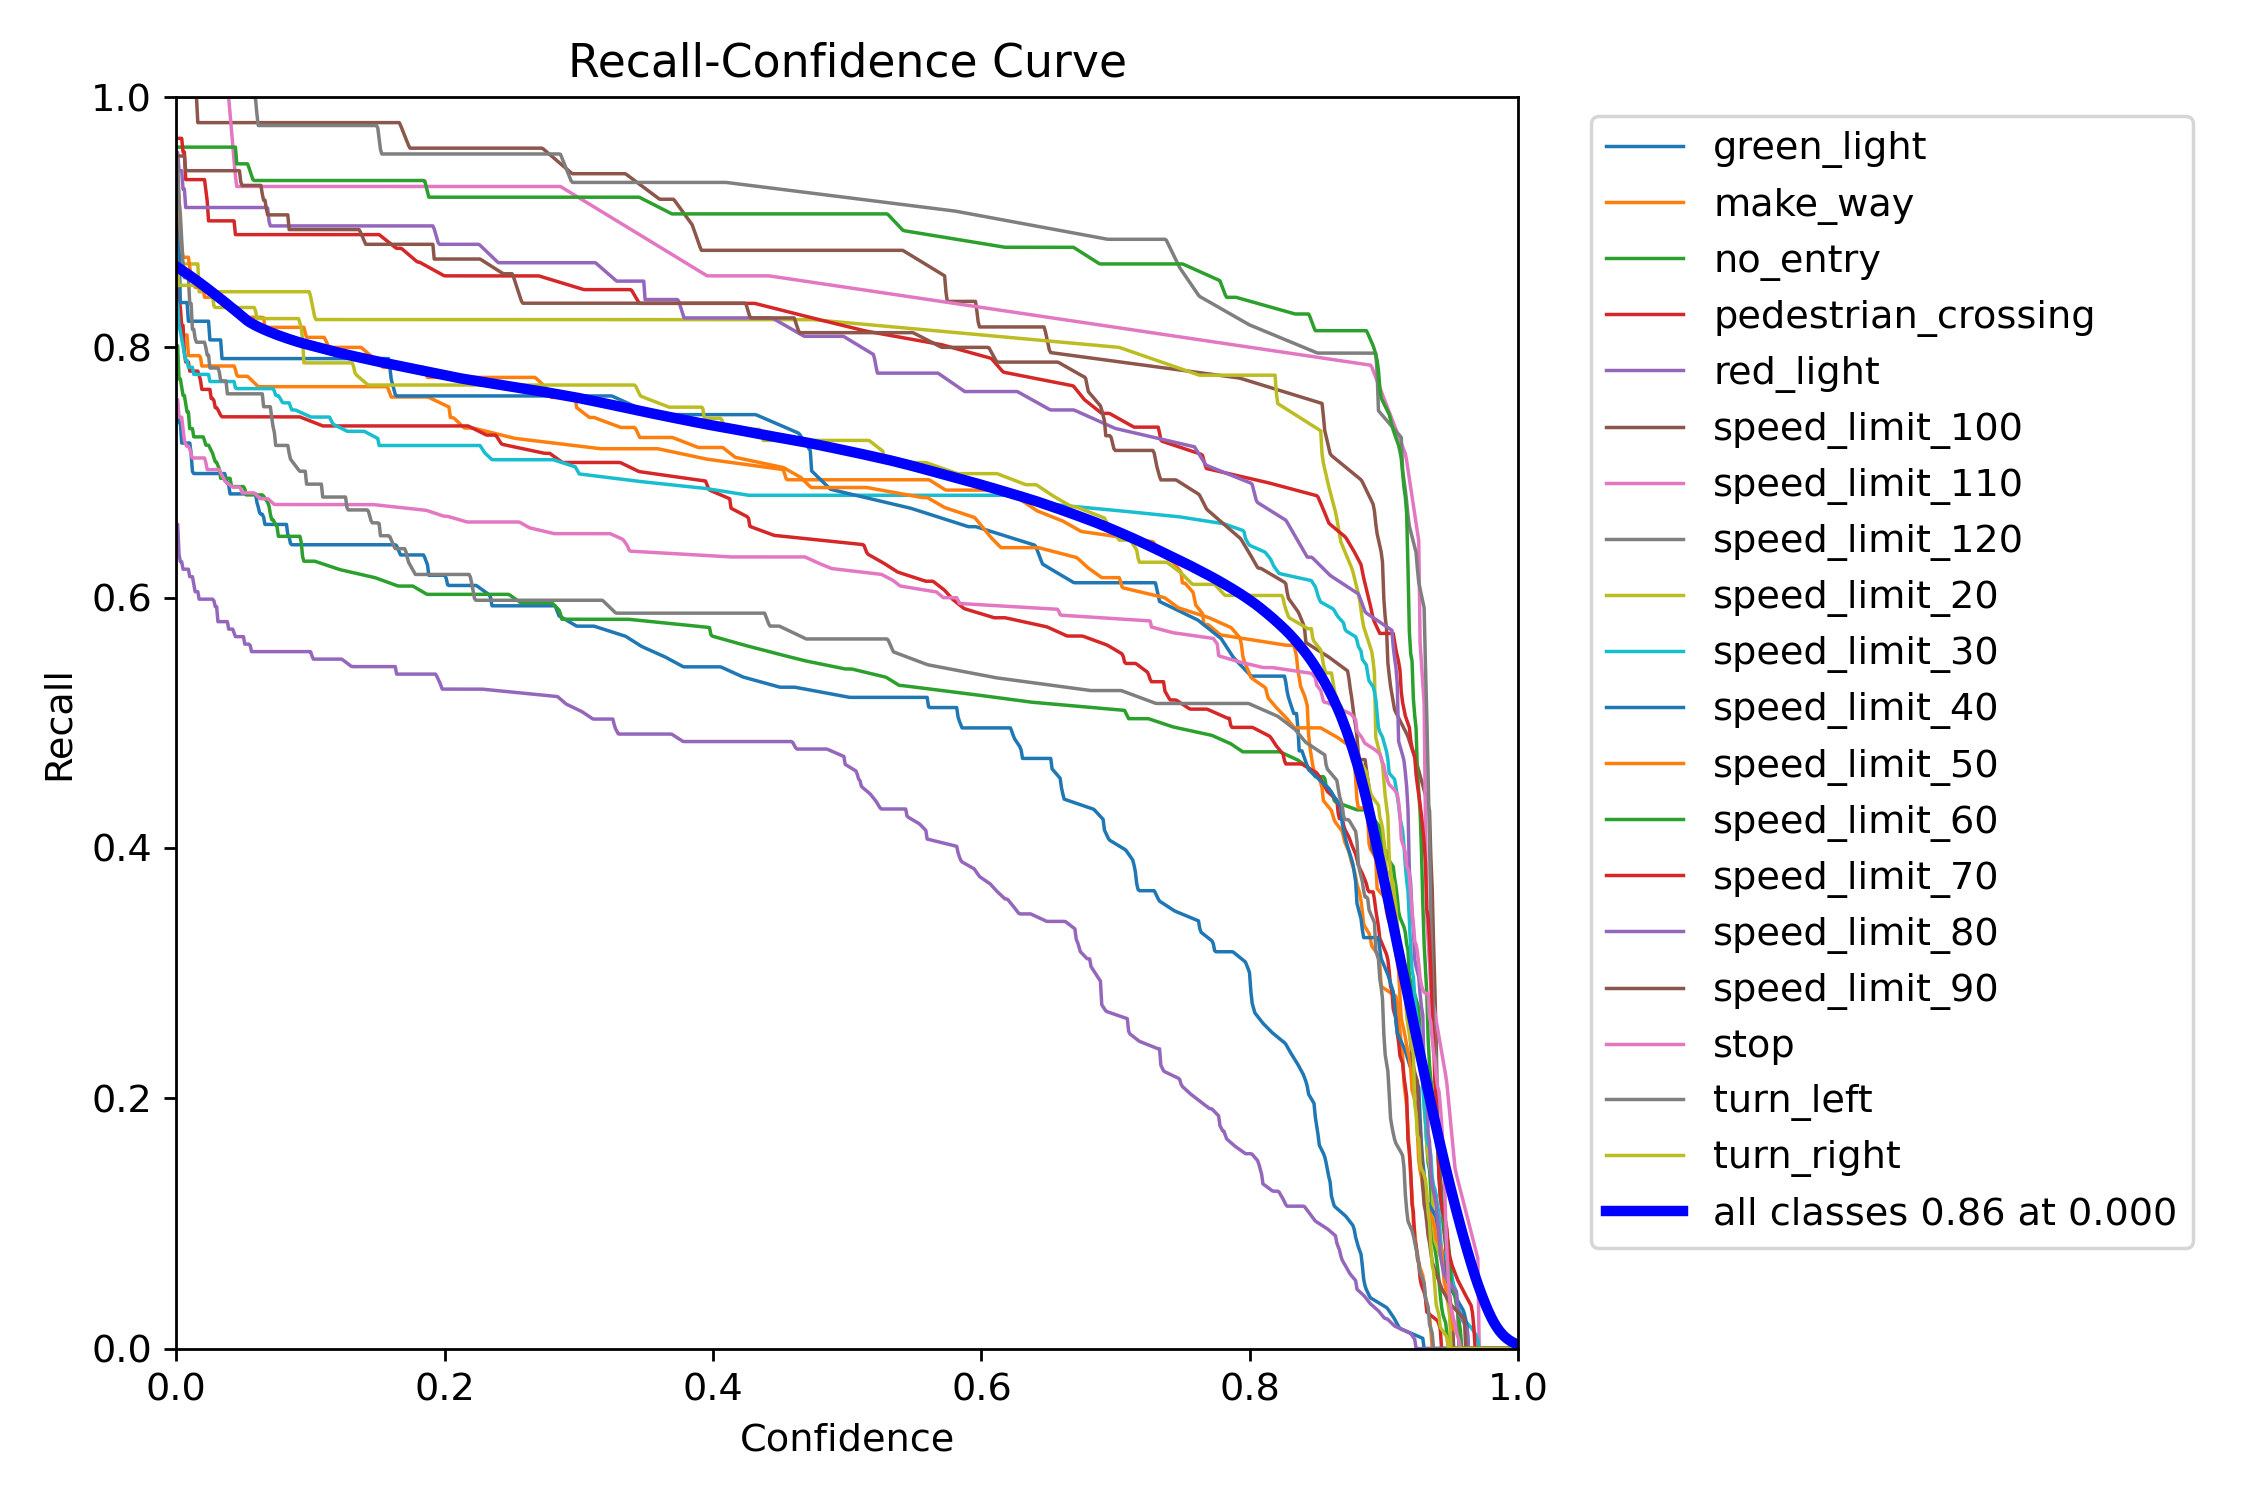 Recall-Confidence Curve
1.0
0.8
0.6
0.4
0.2
0.0
Recall
0.0 0.2 0.4 0.6 0.8 1.0
Confidence
green_light
make_way
no_entry
pedestrian_crossing
red_light
speed_limit_100
speed_limit_110
speed_limit_120
speed_limit_20
speed_limit_30
speed_limit_40
speed_limit_50
speed_limit_60
speed_limit_70
speed_limit_80
speed_limit_90
stop
turn_left
turn_right
all classes 0.86 at 0.000